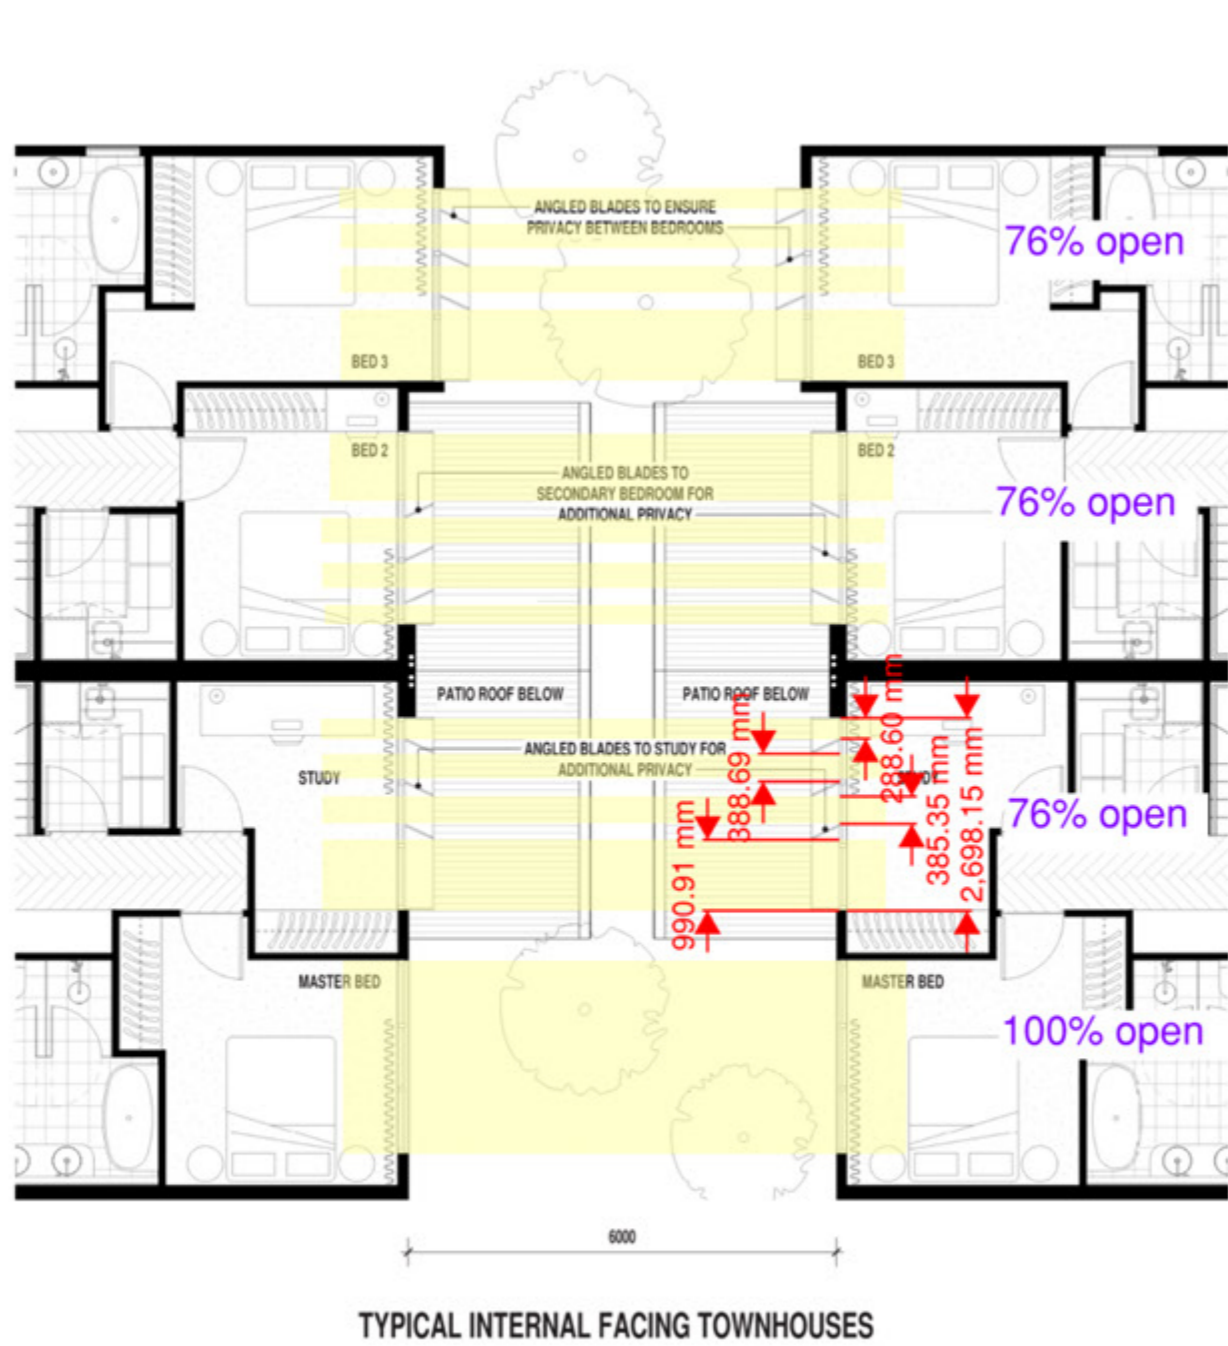 ANGLED BLADES TO ENSURE
PRIVACY BETWEEN BEDROOMS
76% open
BED 3
BED 3
BED 2
BED 2
ANGLED BLADES TO
SECONDARY BEDROOM FOR
ADDITIONAL PRIVACY
76% open
PATIO ROOF BELOW
PATIO ROOF BELOW
288.60 mm
388.69 mm
ANGLED BLADES TO STUDY FOR
ADDITIONAL PRIVACY
STUDY
STUDY
385.35 mm
2,698.15 mm
76% open
990.91 mm
MASTER BED
MASTER BED
100% open
6000
TYPICAL INTERNAL FACING TOWNHOUSES